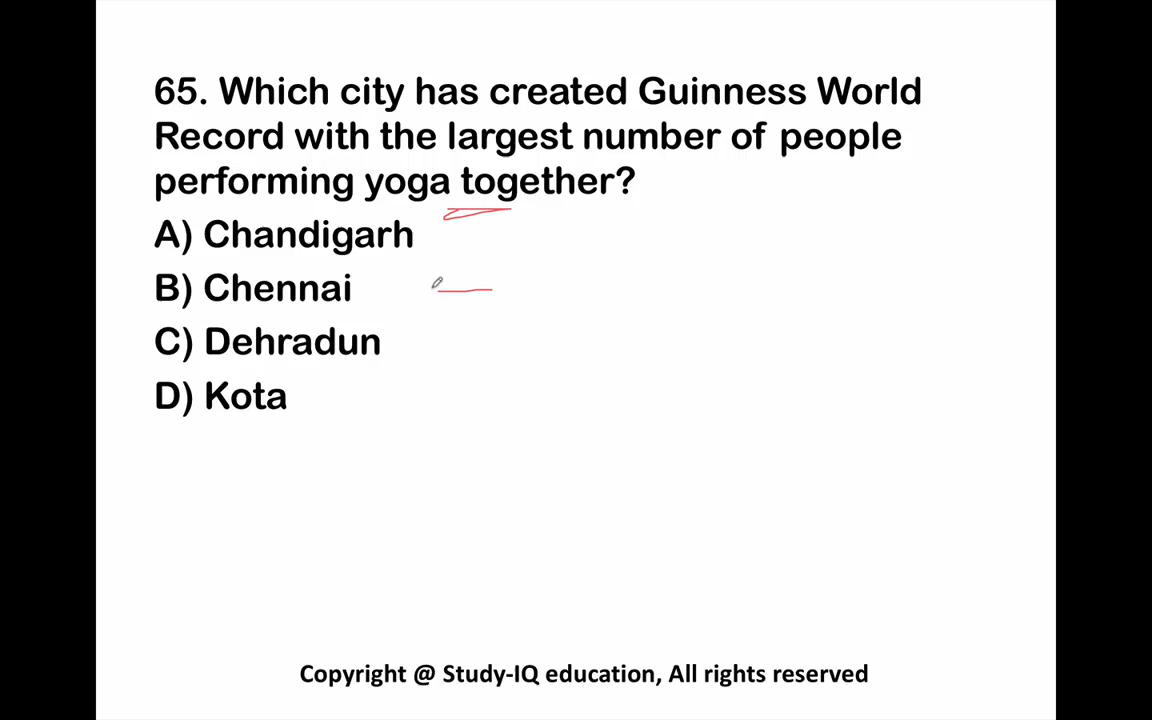 65. Which city has created Guinness World
Record with the largest number of people
performing yoga together?
A) Chandigarh
B) Chennai
C) Dehradun
D) Kota
Copyright @ Study-IQ education, All rights reserved